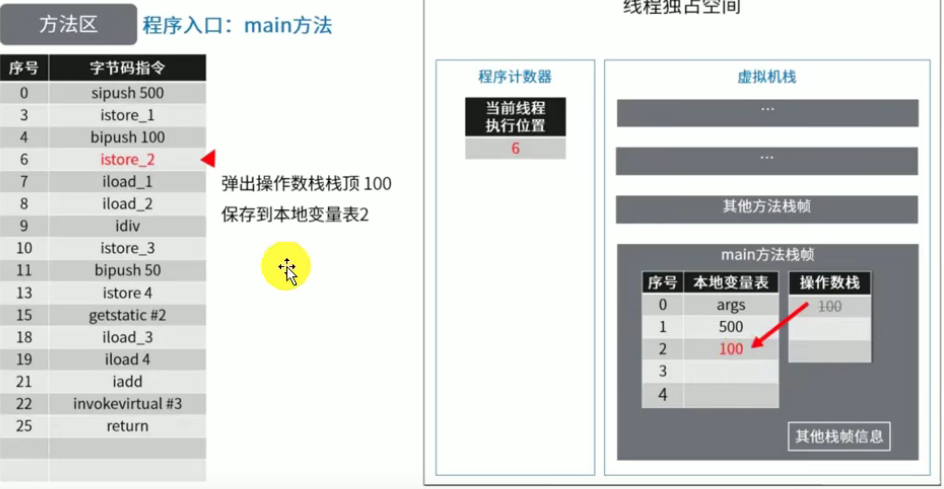 方法区
程序入口：main方法
序号 字节码指令
0 sipush 500
3 istore_1
4 bipush 100
6 istore_2
7 iload_1
8 iload_2
9 idiv
10 istore_3
11 bipush 50
13 istore 4
15 getstatic #2
18 iload_3
19 iload 4
21 iadd
22 invokevirtual #3
25 return
弹出操作数栈栈顶 100
保存到本地变量表2
线程独占空间
程序计数器
当前线程
执行位置
6
虚拟机栈
...
...
其他方法栈帧
main方法栈帧
序号 本地变量表
0 args
1 500
2 100
3
4
操作数栈
100
其他栈帧信息